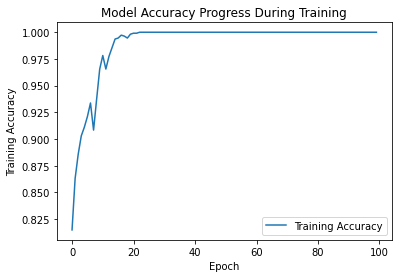 Model Accuracy Progress During Training
1.000
0.975
0.950
0.925
0.900
0.875
0.850
0.825
Training Accuracy
Training Accuracy
0 20 40 60 80 100
Epoch